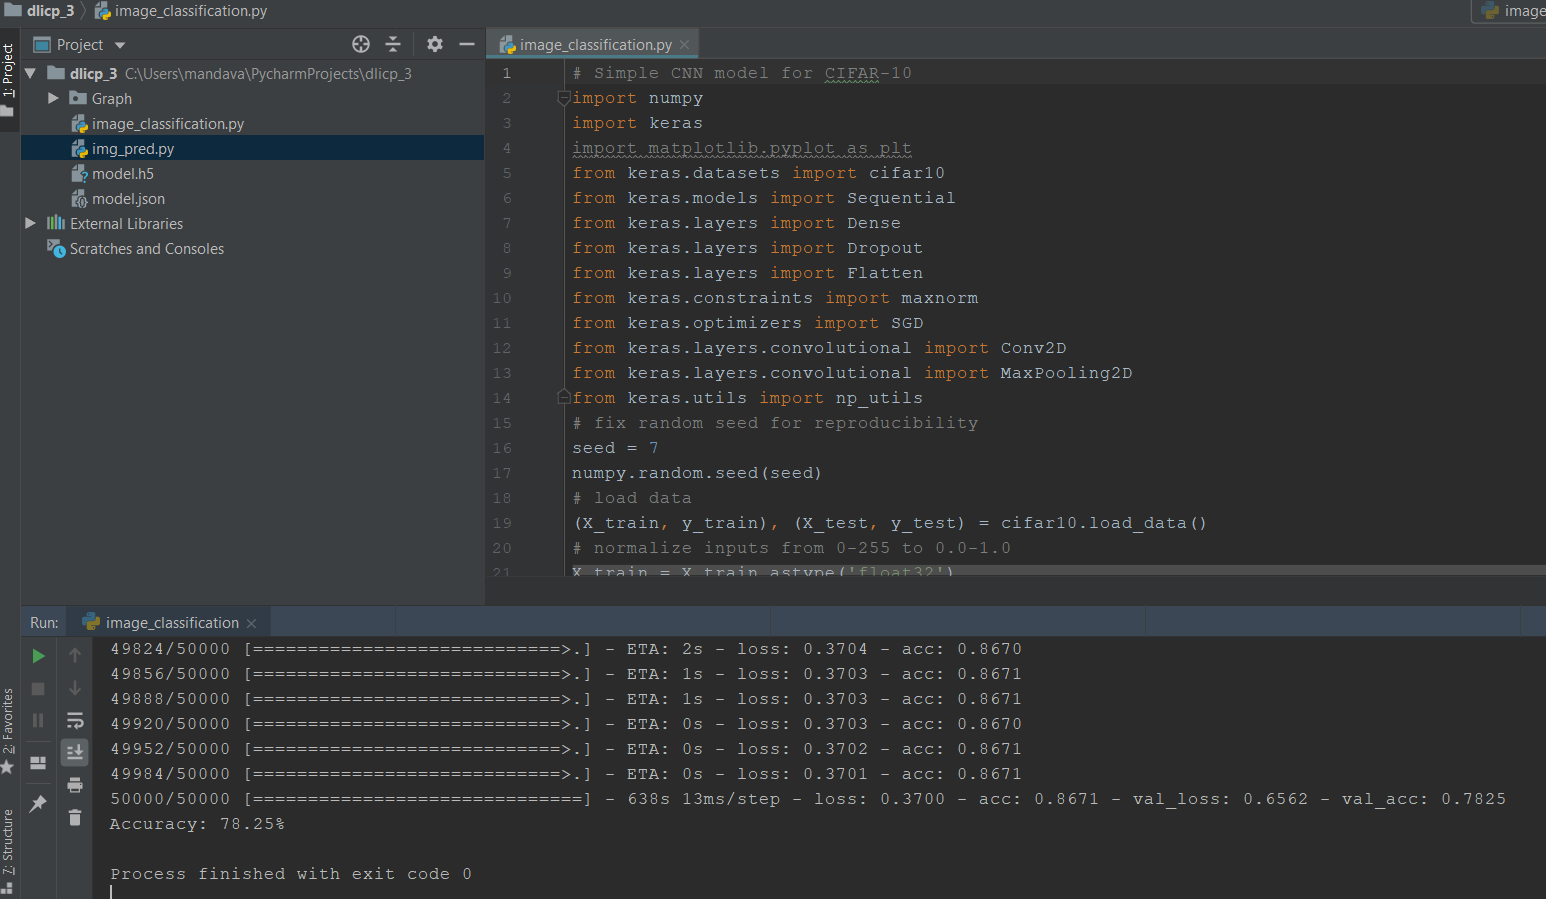 dlicp_3 image_classification.py
image
Project
image_classification.py
1: Project
dlicp_3 C:\Users\mandava\PycharmProjects\dlicp_3
Graph
image_classification.py
img_pred.py
model.h5
model.json
External Libraries
Scratches and Consoles
1 # Simple CNN model for CIFAR-10
2 import numpy
3 import keras
4 import matplotlib.pyplot as plt
5 from keras.datasets import cifar10
6 from keras.models import Sequential
7 from keras.layers import Dense
8 from keras.layers import Dropout
9 from keras.layers import Flatten
10 from keras.constraints import maxnorm
11 from keras.optimizers import SGD
12 from keras.layers.convolutional import Conv2D
13 from keras.layers.convolutional import MaxPooling2D
14 from keras.utils import np_utils
15 # fix random seed for reproducibility
16 seed = 7
17 numpy.random.seed(seed)
18 # load data
19 (X_train, y_train), (X_test, y_test) = cifar10.load_data()
20 # normalize inputs from 0-255 to 0.0-1.0
21 X_train = X_train.astype('float32')
Run: image_classification
49824/50000 [============================>.] - ETA: 2s - loss: 0.3704 - acc: 0.8670
49856/50000 [============================>.] - ETA: 1s - loss: 0.3703 - acc: 0.8671
49888/50000 [============================>.] - ETA: 1s - loss: 0.3703 - acc: 0.8671
49920/50000 [============================>.] - ETA: 0s - loss: 0.3703 - acc: 0.8670
49952/50000 [============================>.] - ETA: 0s - loss: 0.3702 - acc: 0.8671
49984/50000 [============================>.] - ETA: 0s - loss: 0.3701 - acc: 0.8671
50000/50000 [==============================] - 638s 13ms/step - loss: 0.3700 - acc: 0.8671 - val_loss: 0.6562 - val_acc: 0.7825
Accuracy: 78.25%
Process finished with exit code 0
2: Favorites
7: Structure